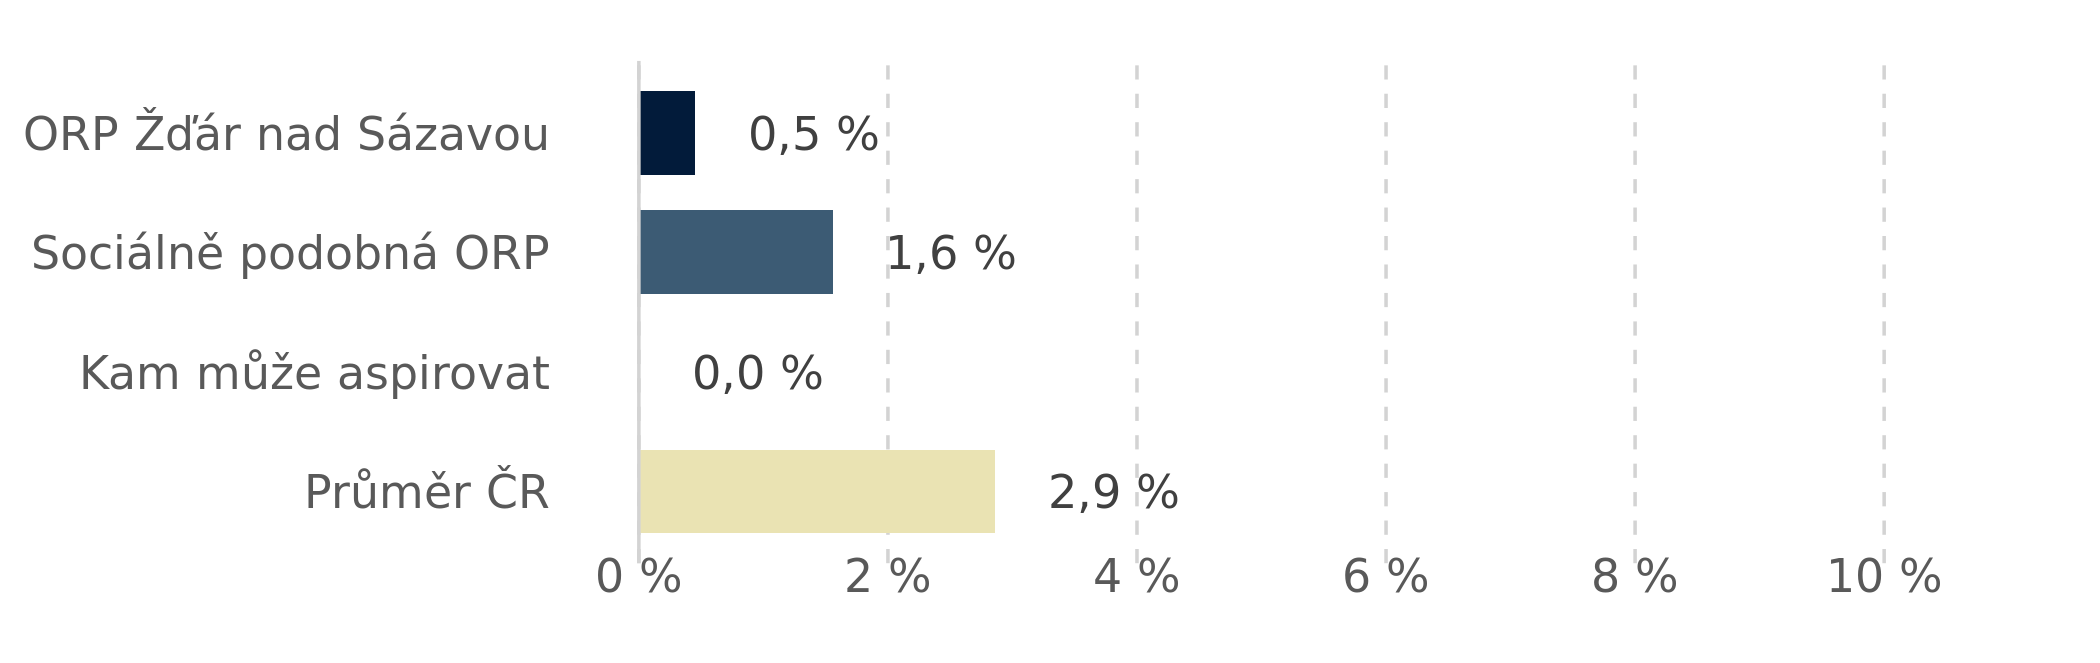 ORP Žďár nad Sázavou 0,5 %
Sociálně podobná ORP 1,6 %
Kam může aspirovat 0,0 %
Průměr ČR 2,9 %
0 % 2 % 4 % 6 % 8 % 10 %